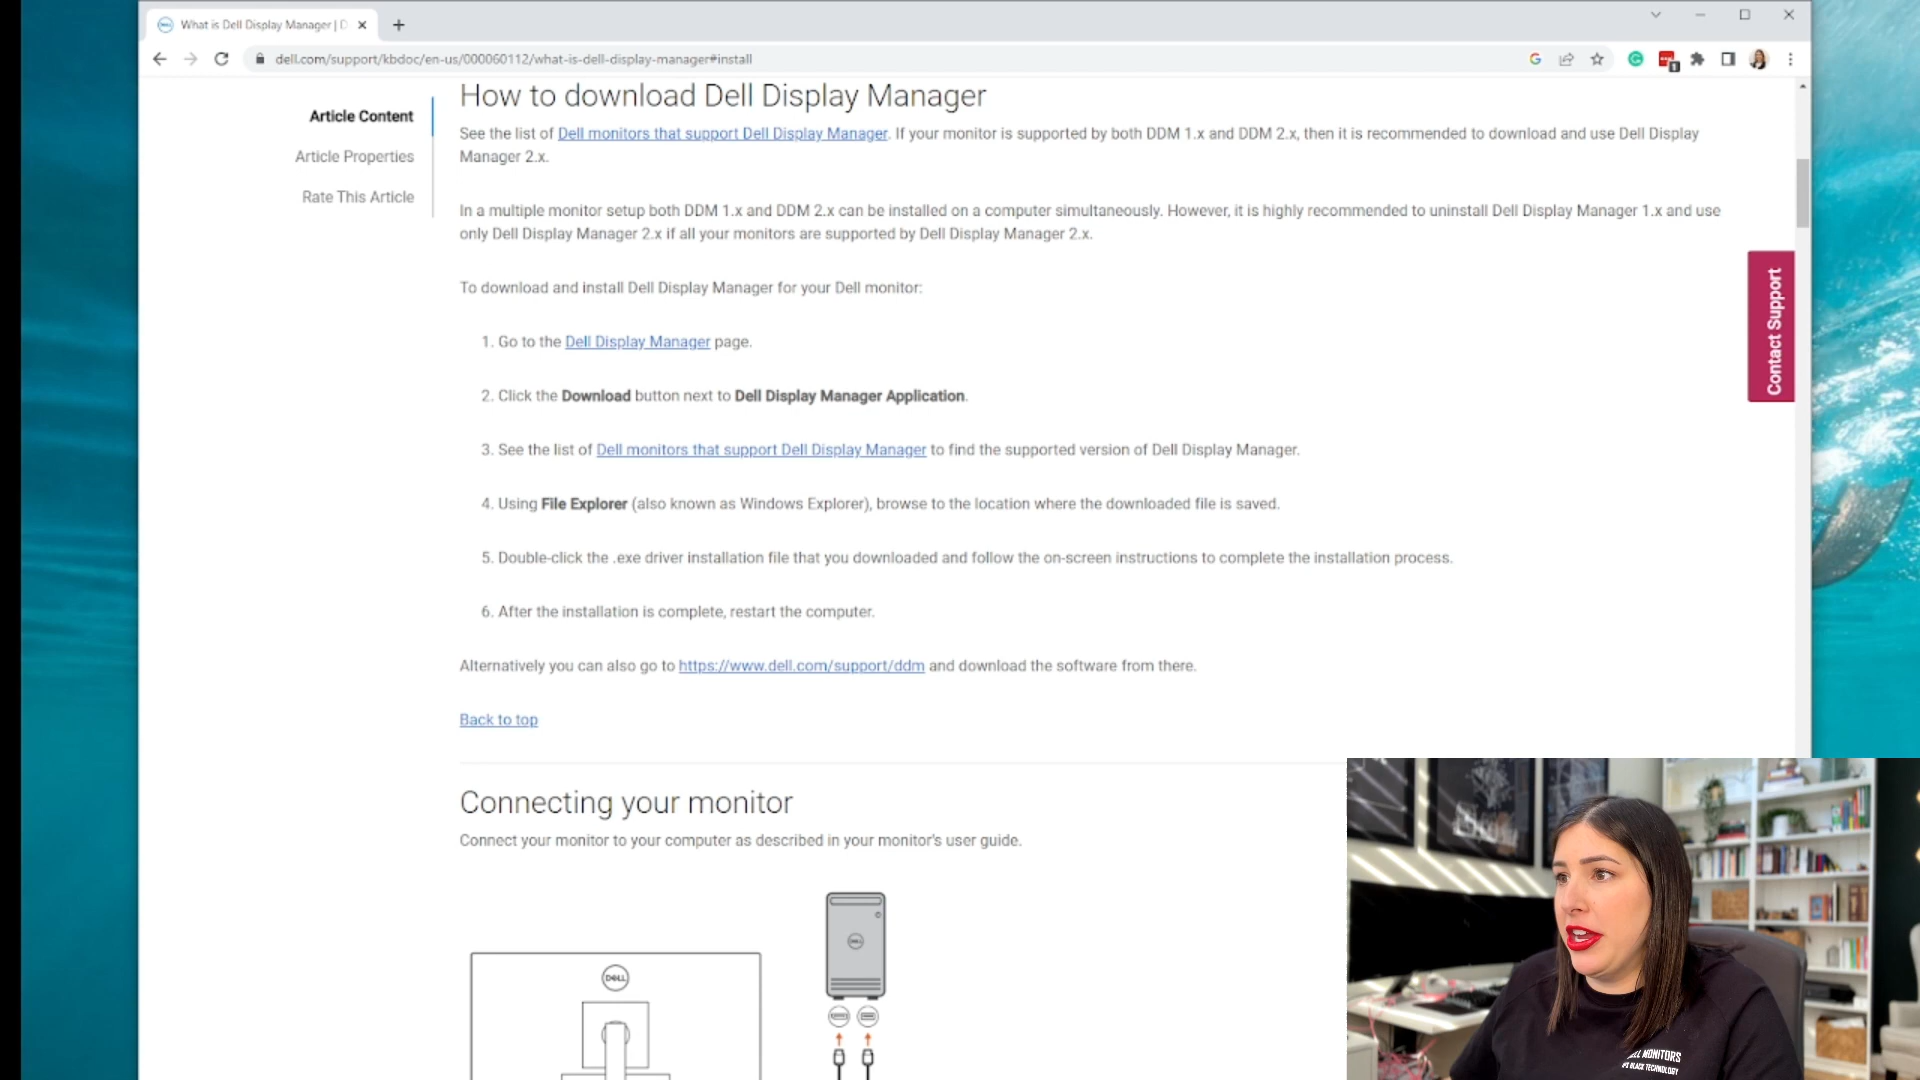 What is Dell Display Manager | D
dell.com/support/kbdoc/en-us/000060112/what-is-dell-display-manager#install
Article Content
Article Properties
Rate This Article
How to download Dell Display Manager
See the list of Dell monitors that support Dell Display Manager. If your monitor is supported by both DDM 1.x and DDM 2.x, then it is recommended to download and use Dell Display
Manager 2.x.
In a multiple monitor setup both DDM 1.x and DDM 2.x can be installed on a computer simultaneously. However, it is highly recommended to uninstall Dell Display Manager 1.x and use
only Dell Display Manager 2.x if all your monitors are supported by Dell Display Manager 2.x.
To download and install Dell Display Manager for your Dell monitor:
1. Go to the Dell Display Manager page.
2. Click the Download button next to Dell Display Manager Application.
3. See the list of Dell monitors that support Dell Display Manager to find the supported version of Dell Display Manager.
4. Using File Explorer (also known as Windows Explorer), browse to the location where the downloaded file is saved.
5. Double-click the .exe driver installation file that you downloaded and follow the on-screen instructions to complete the installation process.
6. After the installation is complete, restart the computer.
Alternatively you can also go to https://www.dell.com/support/ddm and download the software from there.
Back to top
Contact Support
Connecting your monitor
Connect your monitor to your computer as described in your monitor's user guide.
DELL
MONITORS
BLACK TECHNOLOGY